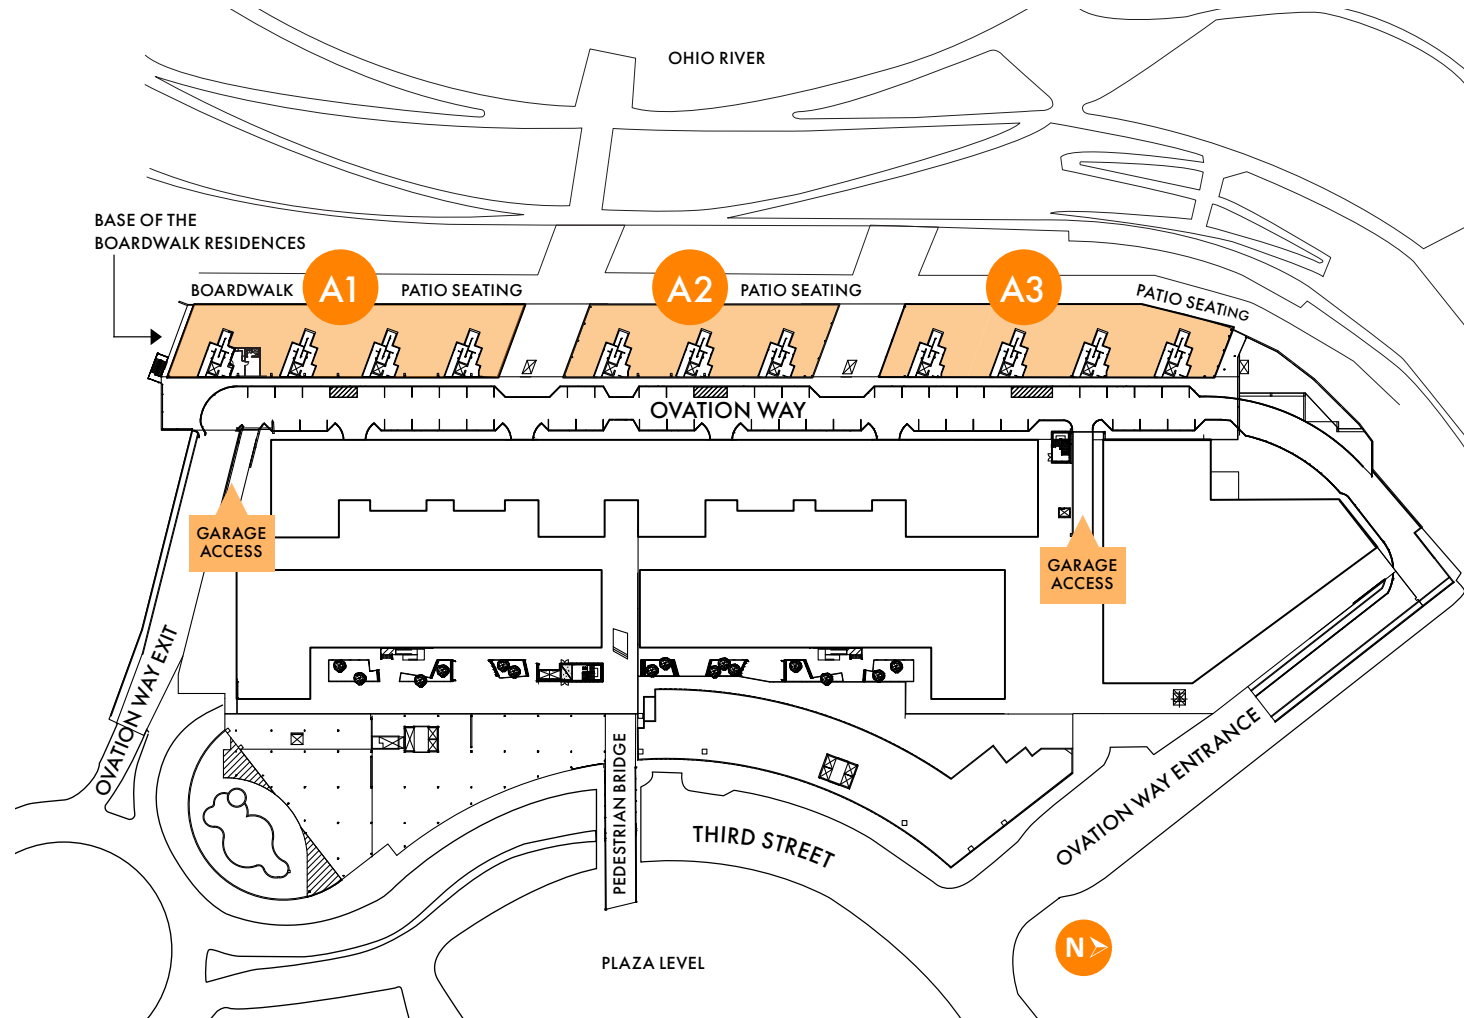 OHIO RIVER
BASE OF THE
BOARDWALK RESIDENCES
BOARDWALK
A1
PATIO SEATING
A2
PATIO SEATING
A3
PATIO SEATING
OVATION WAY
GARAGE
ACCESS
GARAGE
ACCESS
OVATION WAY EXIT
PEDESTRIAN BRIDGE
THIRD STREET
OVATION WAY ENTRANCE
N
PLAZA LEVEL